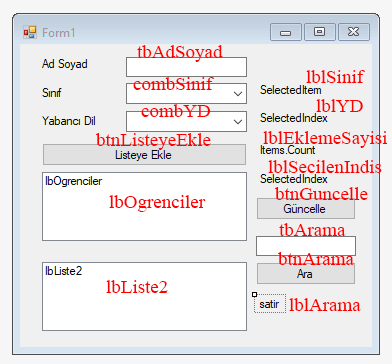 Form1
tbAdSoyad
Ad Soyad
combSinif
lblSinif
Sınıf
SelectedItem
combYD
lblYD
Yabancı Dil
SelectedIndex
btnListeyeEkle
lblEklemeSayisi
Listeye Ekle
Items.Count
lblSecilenIndis
lbOgrenciler
SelectedIndex
btnGuncelle
lbOgrenciler
Güncelle
tbArama
btnArama
lbListe2
Ara
lbListe2
satir
lblArama